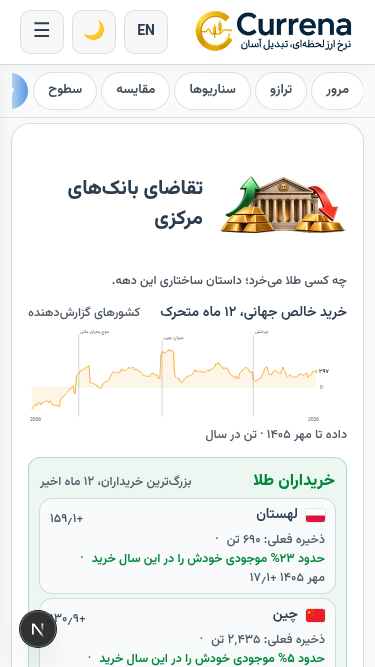 Currena
نرخ ارز لحظه‌ای، تبدیل آسان
EN
مرور
ترازو
سناریوها
مقایسه
سطوح
تقاضای بانک‌های مرکزی
چه کسی طلا می‌خرد؛ داستان ساختاری این دهه.
خرید خالص جهانی، ۱۲ ماه متحرک
کشورهای گزارش‌دهنده
۲۹۷
0
2006
2026
داده تا مهر ۱۴۰۵ · تن در سال
خریداران طلا
بزرگ‌ترین خریداران، ۱۲ ماه اخیر
لهستان
+۱۵۹٫۱
ذخیره فعلی: ۶۹۰ تن ·
حدود ۲۳% موجودی خودش را در این سال خرید ·
مهر ۱۴۰۵ +۱۷٫۱
چین
ذخیره فعلی: ۲,۴۳۵ تن ·
حدود ۵% موجودی خودش را در این سال خرید ·
N